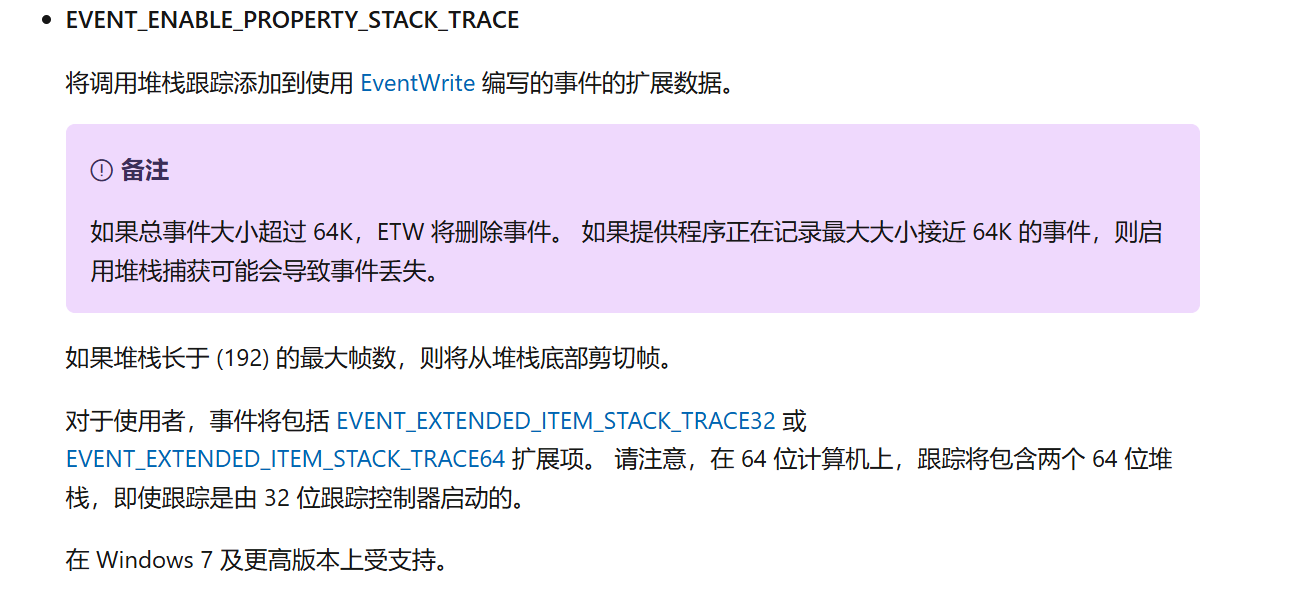 EVENT_ENABLE_PROPERTY_STACK_TRACE
将调用堆栈跟踪添加到使用 EventWrite 编写的事件的扩展数据。
备注
如果总事件大小超过 64K，ETW 将删除事件。 如果提供程序正在记录最大大小接近 64K 的事件，则启
用堆栈捕获可能会导致事件丢失。
如果堆栈长于 (192) 的最大帧数，则将从堆栈底部剪切帧。
对于使用者，事件将包括 EVENT_EXTENDED_ITEM_STACK_TRACE32 或
EVENT_EXTENDED_ITEM_STACK_TRACE64 扩展项。 请注意，在 64 位计算机上，跟踪将包含两个 64 位堆
栈，即使跟踪是由 32 位跟踪控制器启动的。
在 Windows 7 及更高版本上受支持。